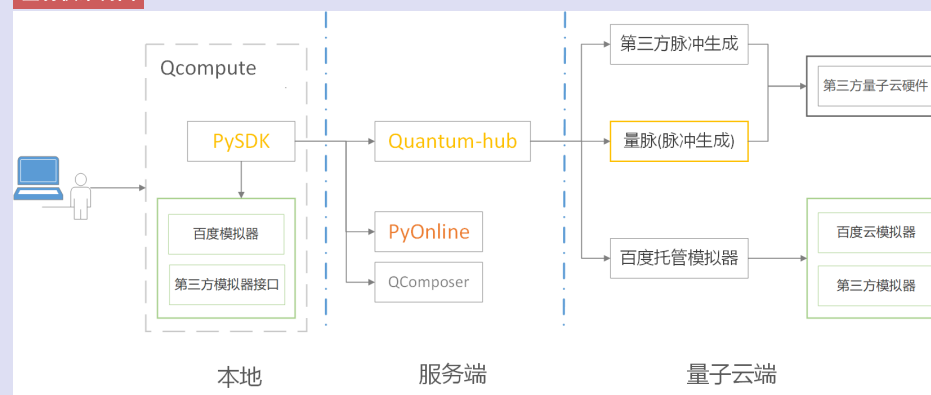 Qcompute
PySDK
百度模拟器
第三方模拟器接口
Quantum-hub
PyOnline
QComposer
第三方脉冲生成
量脉(脉冲生成)
百度托管模拟器
第三方量子云硬件
百度云模拟器
第三方模拟器
本地
服务端
量子云端